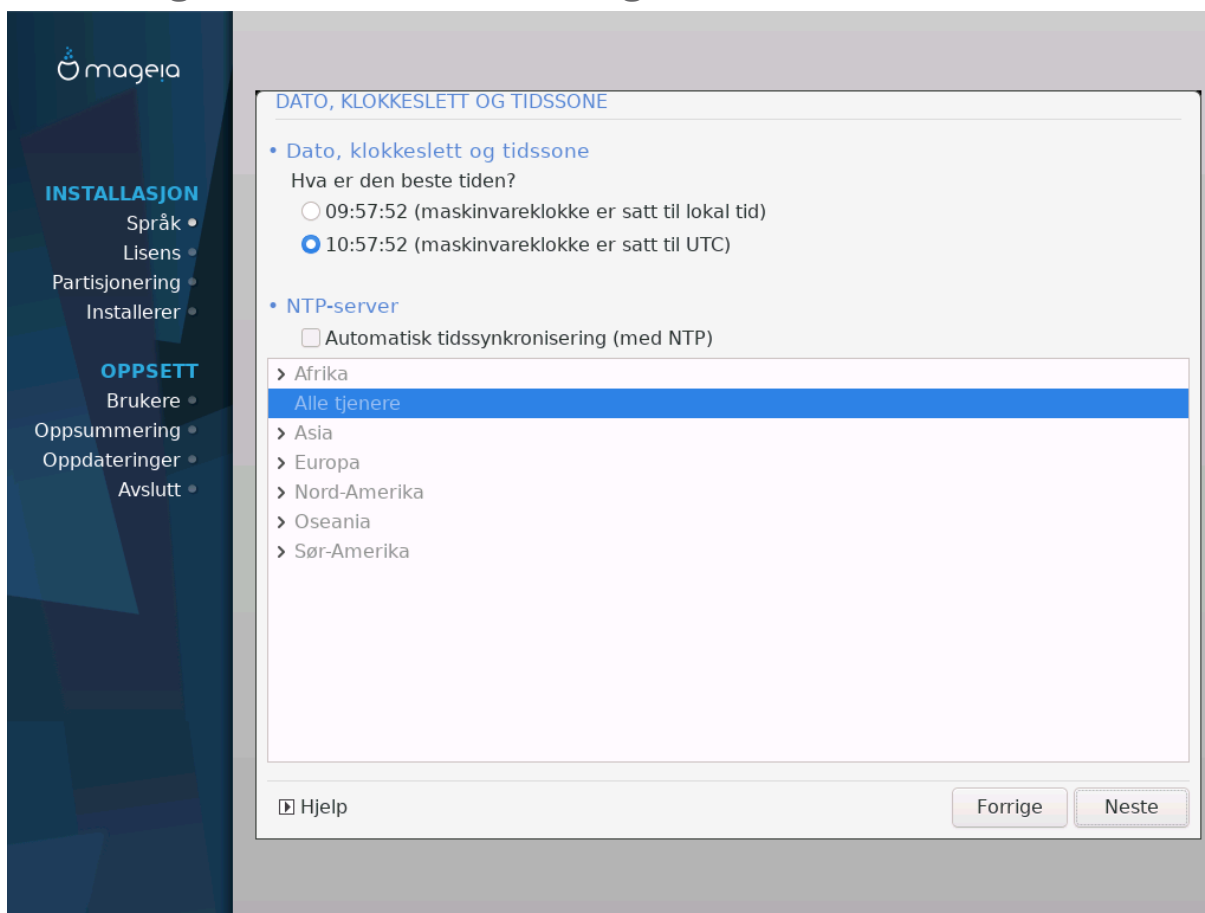 mageia
INSTALLASJON
Språk
Lisens
Partisjonering
Installerer
OPPSETT
Brukere
Oppsummering
Oppdateringer
Avslutt
DATO, KLOKKESLETT OG TIDSSONE
• Dato, klokkeslett og tidssone
Hva er den beste tiden?
09:57:52 (maskinvareklokke er satt til lokal tid)
10:57:52 (maskinvareklokke er satt til UTC)
• NTP-server
Automatisk tidssynkronisering (med NTP)
Afrika
Alle tjenere
Asia
Europa
Nord-Amerika
Oseania
Sør-Amerika
Hjelp
Forrige
Neste